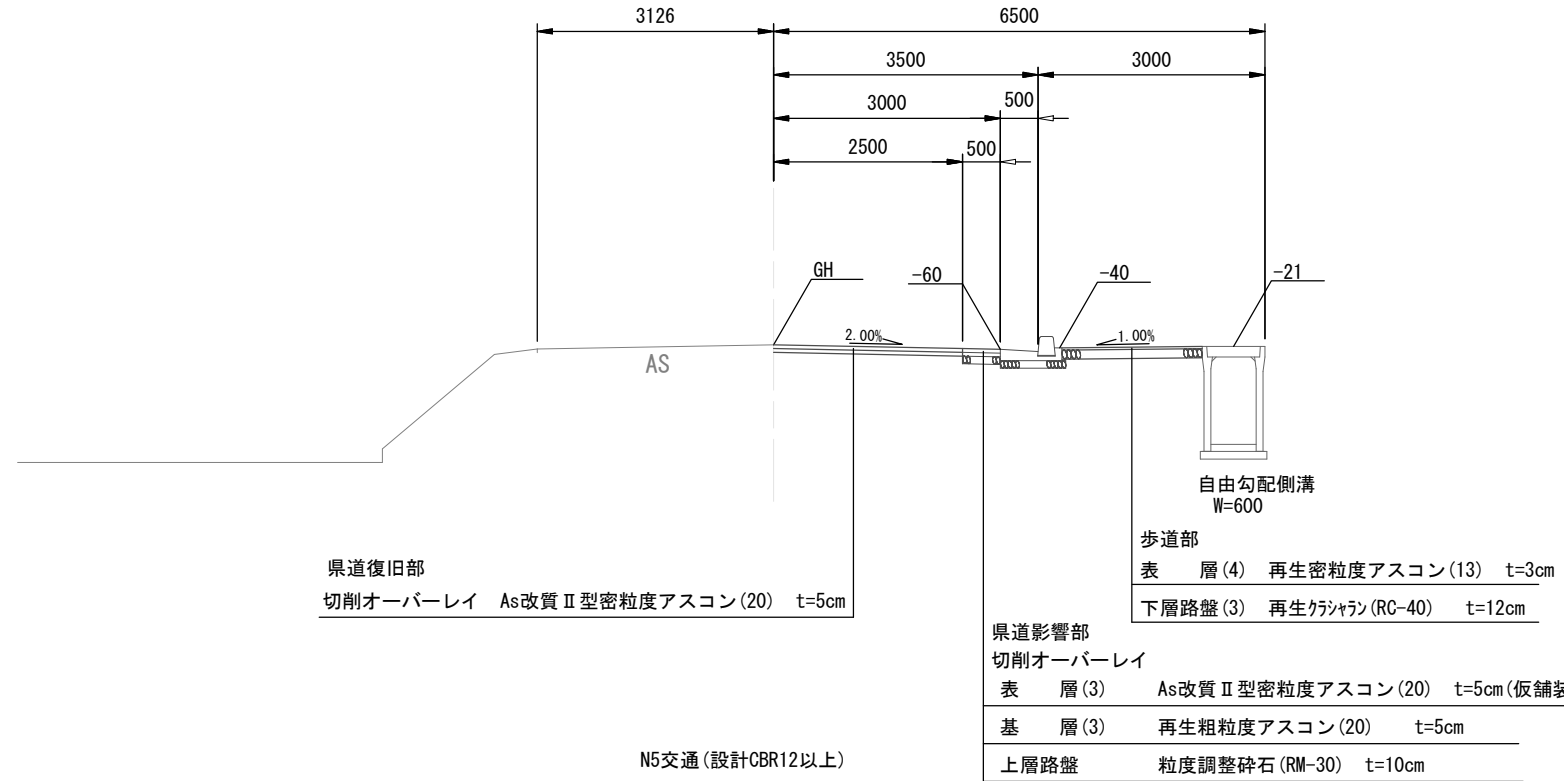 3126
6500
3500
3000
3000
500
2500
500
GH
-60
-40
-21
2.00%
1.00%
AS
自由勾配側溝
W=600
歩道部
表　層(4)　再生密粒度アスコン(13)　t=3cm
下層路盤(3)　再生ｸﾗｼｬﾗﾝ(RC-40)　t=12cm
県道復旧部
切削オーバーレイ　As改質Ⅱ型密粒度アスコン(20)　t=5cm
県道影響部
切削オーバーレイ
表　層(3)　As改質Ⅱ型密粒度アスコン(20)　t=5cm(仮舗装
基　層(3)　再生粗粒度アスコン(20)　t=5cm
上層路盤　粒度調整砕石(RM-30)　t=10cm
N5交通(設計CBR12以上)